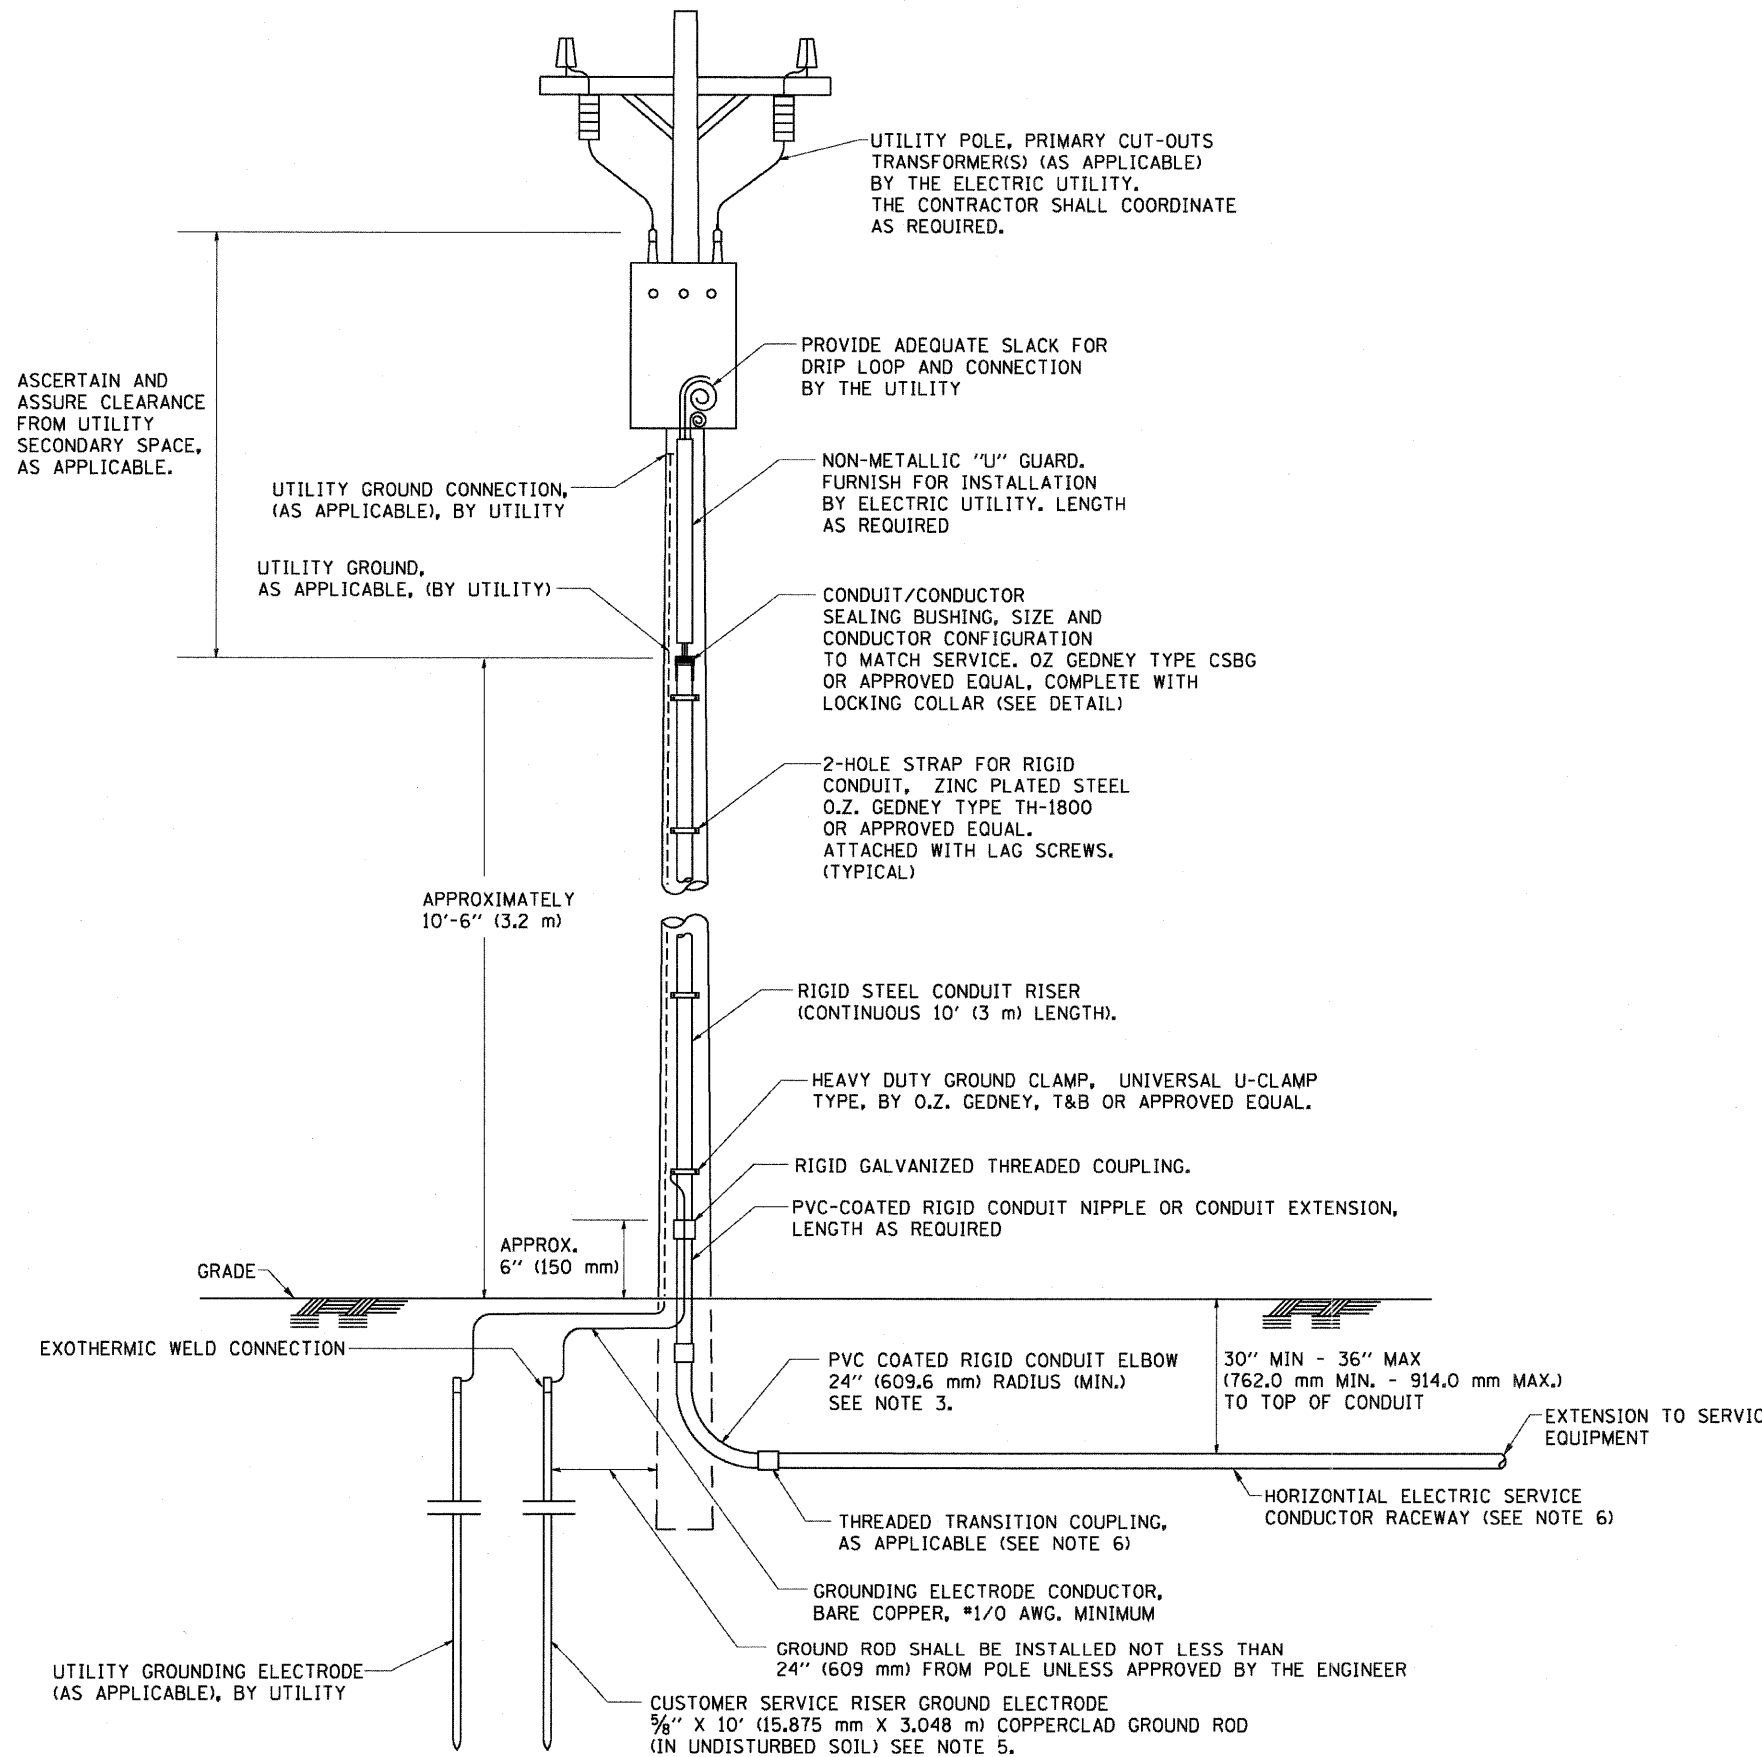 UTILITY POLE, PRIMARY CUT-OUTS
TRANSFORMER(S) (AS APPLICABLE)
BY THE ELECTRIC UTILITY.
THE CONTRACTOR SHALL COORDINATE
AS REQUIRED.
PROVIDE ADEQUATE SLACK FOR
DRIP LOOP AND CONNECTION
BY THE UTILITY
ASCERTAIN AND
ASSURE CLEARANCE
FROM UTILITY
SECONDARY SPACE,
AS APPLICABLE.
NON-METALLIC "U" GUARD.
FURNISH FOR INSTALLATION
BY ELECTRIC UTILITY. LENGTH
AS REQUIRED
UTILITY GROUND CONNECTION,
(AS APPLICABLE), BY UTILITY
UTILITY GROUND,
AS APPLICABLE, (BY UTILITY)
CONDUIT/CONDUCTOR
SEALING BUSHING, SIZE AND
CONDUCTOR CONFIGURATION
TO MATCH SERVICE. OZ GEDNEY TYPE CSBG
OR APPROVED EQUAL, COMPLETE WITH
LOCKING COLLAR (SEE DETAIL)
2-HOLE STRAP FOR RIGID
CONDUIT, ZINC PLATED STEEL
O.Z. GEDNEY TYPE TH-1800
OR APPROVED EQUAL.
ATTACHED WITH LAG SCREWS.
(TYPICAL)
APPROXIMATELY
10'-6" (3.2 m)
RIGID STEEL CONDUIT RISER
(CONTINUOUS 10' (3 m) LENGTH).
HEAVY DUTY GROUND CLAMP, UNIVERSAL U-CLAMP
TYPE, BY O.Z. GEDNEY, T&B OR APPROVED EQUAL.
RIGID GALVANIZED THREADED COUPLING.
PVC-COATED RIGID CONDUIT NIPPLE OR CONDUIT EXTENSION,
LENGTH AS REQUIRED
APPROX.
6" (150 mm)
GRADE
EXOTHERMIC WELD CONNECTION
PVC COATED RIGID CONDUIT ELBOW
24" (609.6 mm) RADIUS (MIN.)
SEE NOTE 3.
30" MIN - 36" MAX
(762.0 mm MIN. - 914.0 mm MAX.)
TO TOP OF CONDUIT
EXTENSION TO SERVIC
EQUIPMENT
HORIZONTIAL ELECTRIC SERVICE
CONDUCTOR RACEWAY (SEE NOTE 6)
THREADED TRANSITION COUPLING,
AS APPLICABLE (SEE NOTE 6)
GROUNDING ELECTRODE CONDUCTOR,
BARE COPPER, #1/0 AWG. MINIMUM
GROUND ROD SHALL BE INSTALLED NOT LESS THAN
24" (609 mm) FROM POLE UNLESS APPROVED BY THE ENGINEER
UTILITY GROUNDING ELECTRODE
(AS APPLICABLE), BY UTILITY
CUSTOMER SERVICE RISER GROUND ELECTRODE
5/8" X 10' (15.875 mm X 3.048 m) COPPERCLAD GROUND ROD
(IN UNDISTURBED SOIL) SEE NOTE 5.